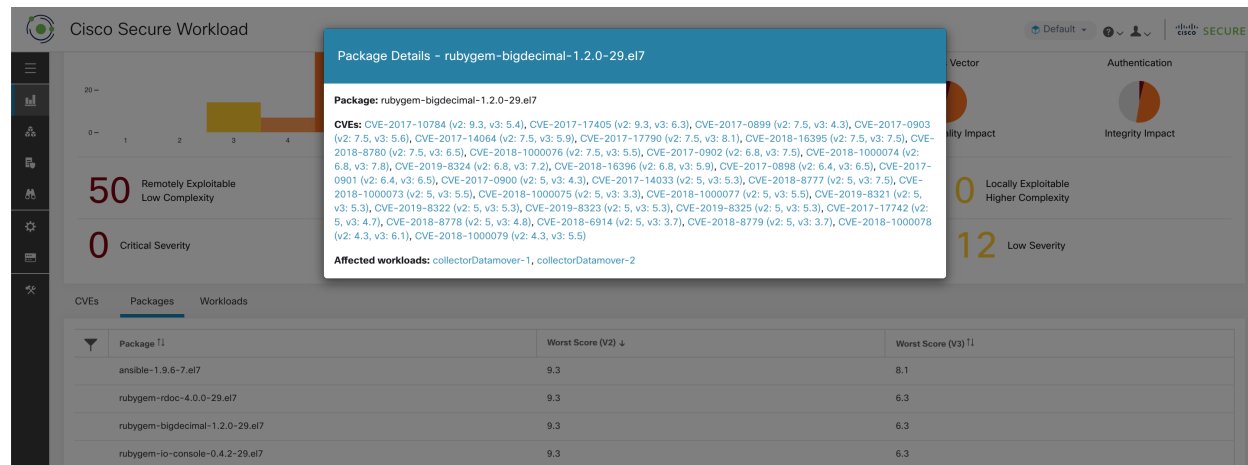 Cisco Secure Workload
Default
cisco SECURE
Package Details - rubygem-bigdecimal-1.2.0-29.el7
Package: rubygem-bigdecimal-1.2.0-29.el7
CVEs: CVE-2017-10784 (v2: 9.3, v3: 5.4), CVE-2017-17405 (v2: 9.3, v3: 6.3), CVE-2017-0899 (v2: 7.5, v3: 4.3), CVE-2017-0903
(v2: 7.5, v3: 5.6), CVE-2017-14064 (v2: 7.5, v3: 5.9), CVE-2017-17790 (v2: 7.5, v3: 8.1), CVE-2018-16395 (v2: 7.5, v3: 7.5), CVE-
2018-8780 (v2: 7.5, v3: 6.5), CVE-2018-1000076 (v2: 7.5, v3: 5.5), CVE-2017-0902 (v2: 6.8, v3: 7.5), CVE-2018-1000074 (v2:
6.8, v3: 7.8), CVE-2019-8324 (v2: 6.8, v3: 7.2), CVE-2018-16396 (v2: 6.8, v3: 5.9), CVE-2017-0898 (v2: 6.4, v3: 6.5), CVE-2017-
0901 (v2: 6.4, v3: 6.5), CVE-2017-0900 (v2: 5, v3: 4.3), CVE-2017-14033 (v2: 5, v3: 5.3), CVE-2018-8777 (v2: 5, v3: 7.5), CVE-
2018-1000073 (v2: 5, v3: 5.5), CVE-2018-1000075 (v2: 5, v3: 3.3), CVE-2018-1000077 (v2: 5, v3: 5.5), CVE-2019-8321 (v2: 5,
v3: 5.3), CVE-2019-8322 (v2: 5, v3: 5.3), CVE-2019-8323 (v2: 5, v3: 5.3), CVE-2019-8325 (v2: 5, v3: 5.3), CVE-2017-17742 (v2:
5, v3: 4.7), CVE-2018-8778 (v2: 5, v3: 4.8), CVE-2018-6914 (v2: 5, v3: 3.7), CVE-2018-8779 (v2: 5, v3: 3.7), CVE-2018-1000078
(v2: 4.3, v3: 6.1), CVE-2018-1000079 (v2: 4.3, v3: 5.5)
Affected workloads: collectorDatamover-1, collectorDatamover-2
20
0
1 2 3 4
Vector
Authentication
Impact
Integrity Impact
50 Remotely Exploitable
Low Complexity
0 Locally Exploitable
Higher Complexity
0 Critical Severity
12 Low Severity
CVEs Packages Workloads
Package Worst Score (V2) Worst Score (V3)
ansible-1.9.6-7.el7 9.3 8.1
rubygem-rdoc-4.0.0-29.el7 9.3 6.3
rubygem-bigdecimal-1.2.0-29.el7 9.3 6.3
rubygem-io-console-0.4.2-29.el7 9.3 6.3